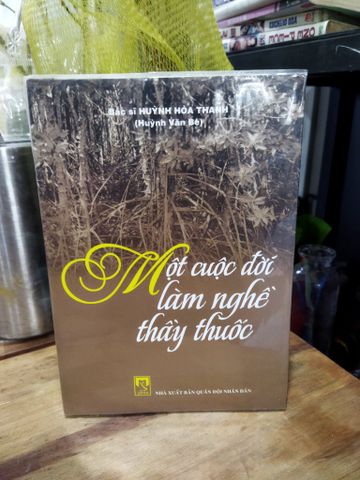 Bác sĩ HUỲNH HÒA THANH
(Huỳnh Văn Bé)
Một cuộc đời
làm nghề
thầy thuốc
NHÀ XUẤT BẢN QUÂN ĐỘI NHÂN DÂN